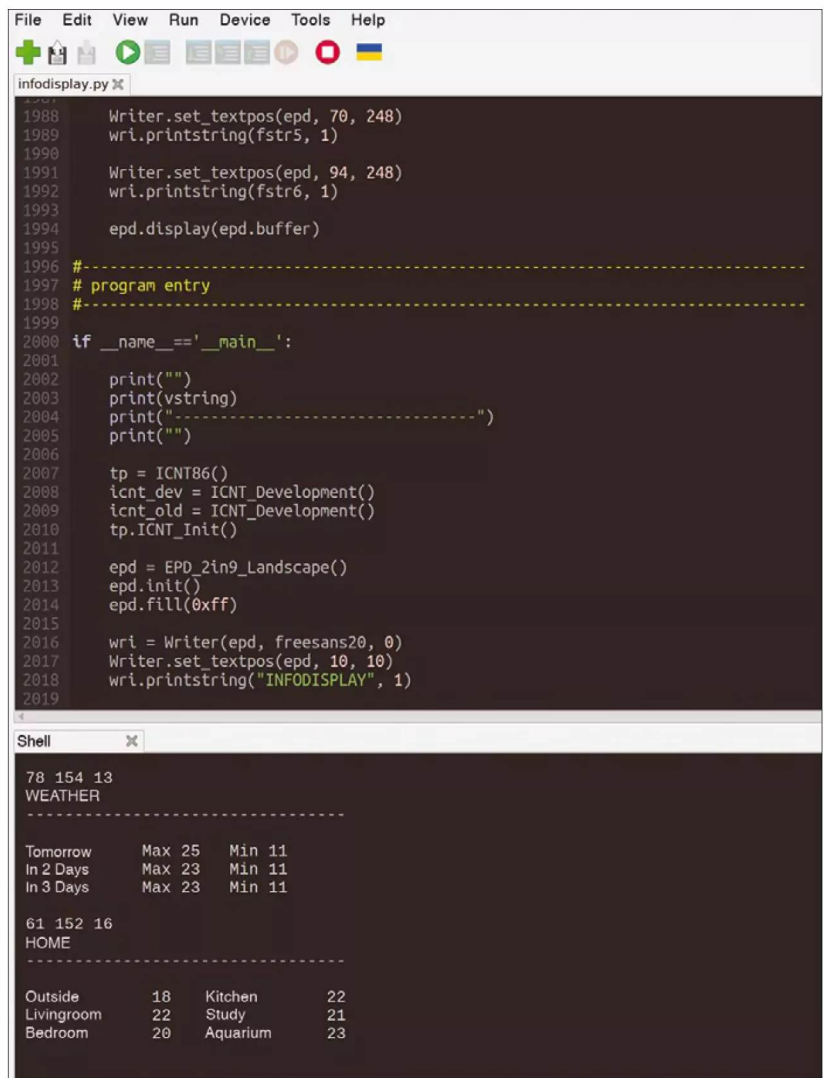 File Edit View Run Device Tools Help
infodisplay.py
1987
1988 Writer.set_textpos(epd, 70, 248)
1989 wri.printstring(fstr5, 1)
1990
1991 Writer.set_textpos(epd, 94, 248)
1992 wri.printstring(fstr6, 1)
1993
1994 epd.display(epd.buffer)
1995
1996 #-------------------------------------------------------------------------------
1997 # program entry
1998 #-------------------------------------------------------------------------------
1999
2000 if __name__=='__main__':
2001
2002 print("")
2003 print(vstring)
2004 print("---------------------------------")
2005 print("")
2006
2007 tp = ICNT86()
2008 icnt_dev = ICNT_Development()
2009 icnt_old = ICNT_Development()
2010 tp.ICNT_Init()
2011
2012 epd = EPD_2in9_Landscape()
2013 epd.init()
2014 epd.fill(0xff)
2015
2016 wri = Writer(epd, freesans20, 0)
2017 Writer.set_textpos(epd, 10, 10)
2018 wri.printstring("INFODISPLAY", 1)
2019
Shell
78 154 13
WEATHER
---------------------------------
Tomorrow Max 25 Min 11
In 2 Days Max 23 Min 11
In 3 Days Max 23 Min 11
61 152 16
HOME
---------------------------------
Outside 18 Kitchen 22
Livingroom 22 Study 21
Bedroom 20 Aquarium 23